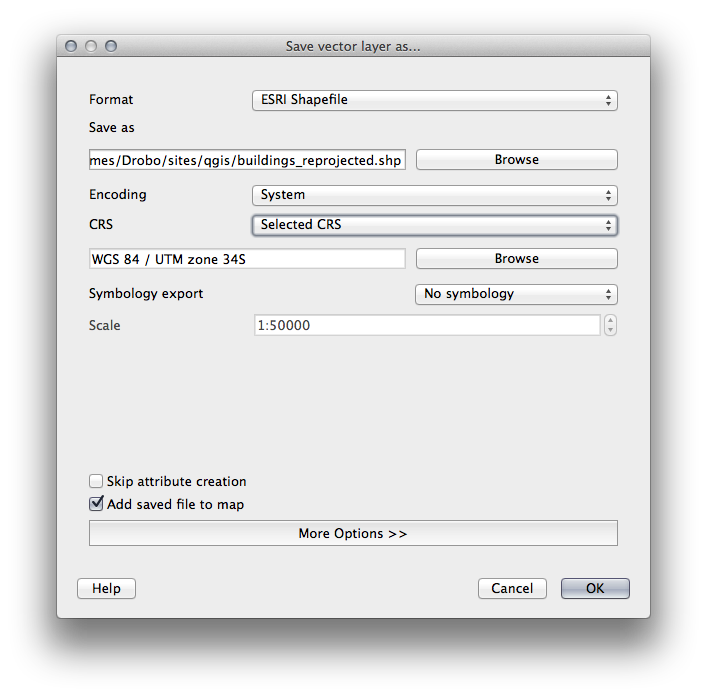 Save vector layer as...
Format ESRI Shapefile
Save as
mes/Drobo/sites/qgis/buildings_reprojected.shp Browse
Encoding System
CRS Selected CRS
WGS 84 / UTM zone 34S Browse
Symbology export No symbology
Scale 1:50000
Skip attribute creation
Add saved file to map
More Options >>
Help Cancel OK